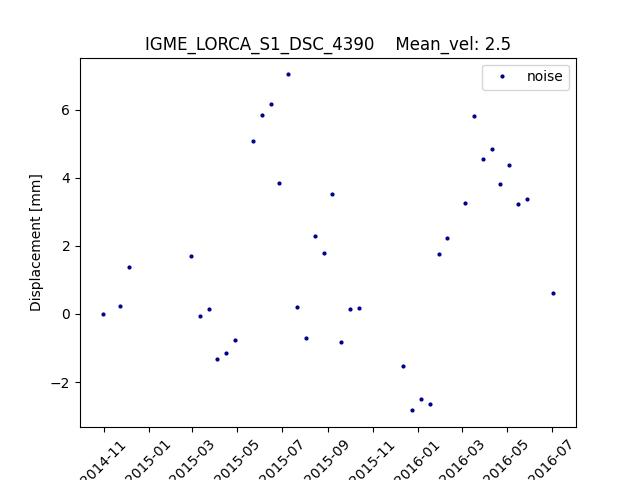 IGME_LORCA_S1_DSC_4390    Mean_vel: 2.5
noise
Displacement [mm]
6
4
2
0
−2
2014-11 2015-01 2015-03 2015-05 2015-07 2015-09 2015-11 2016-01 2016-03 2016-05 2016-07